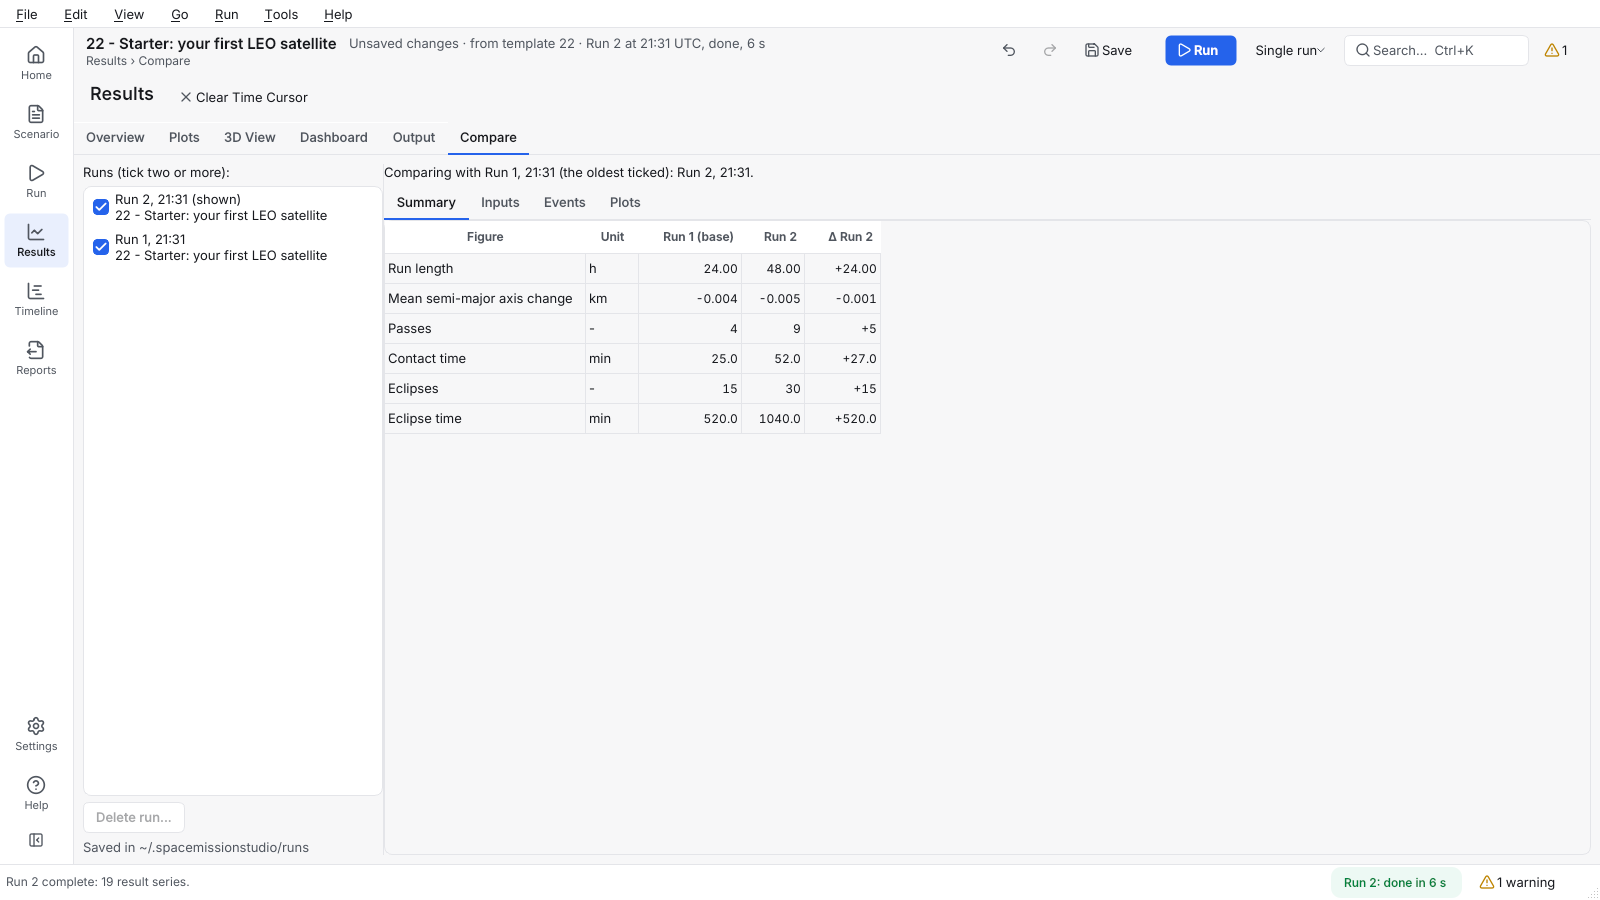 File Edit View Go Run Tools Help
22 - Starter: your first LEO satellite Unsaved changes · from template 22 · Run 2 at 21:31 UTC, done, 6 s
Results › Compare
Save Run Single run Search... Ctrl+K 1
Home
Scenario
Run
Results
Timeline
Reports
Settings
Help
Results Clear Time Cursor
Overview Plots 3D View Dashboard Output Compare
Runs (tick two or more):
Run 2, 21:31 (shown)
22 - Starter: your first LEO satellite
Run 1, 21:31
22 - Starter: your first LEO satellite
Delete run...
Saved in ~/.spacemissionstudio/runs
Comparing with Run 1, 21:31 (the oldest ticked): Run 2, 21:31.
Summary Inputs Events Plots
Figure Unit Run 1 (base) Run 2 Δ Run 2
Run length h 24.00 48.00 +24.00
Mean semi-major axis change km -0.004 -0.005 -0.001
Passes - 4 9 +5
Contact time min 25.0 52.0 +27.0
Eclipses - 15 30 +15
Eclipse time min 520.0 1040.0 +520.0
Run 2 complete: 19 result series.
Run 2: done in 6 s 1 warning